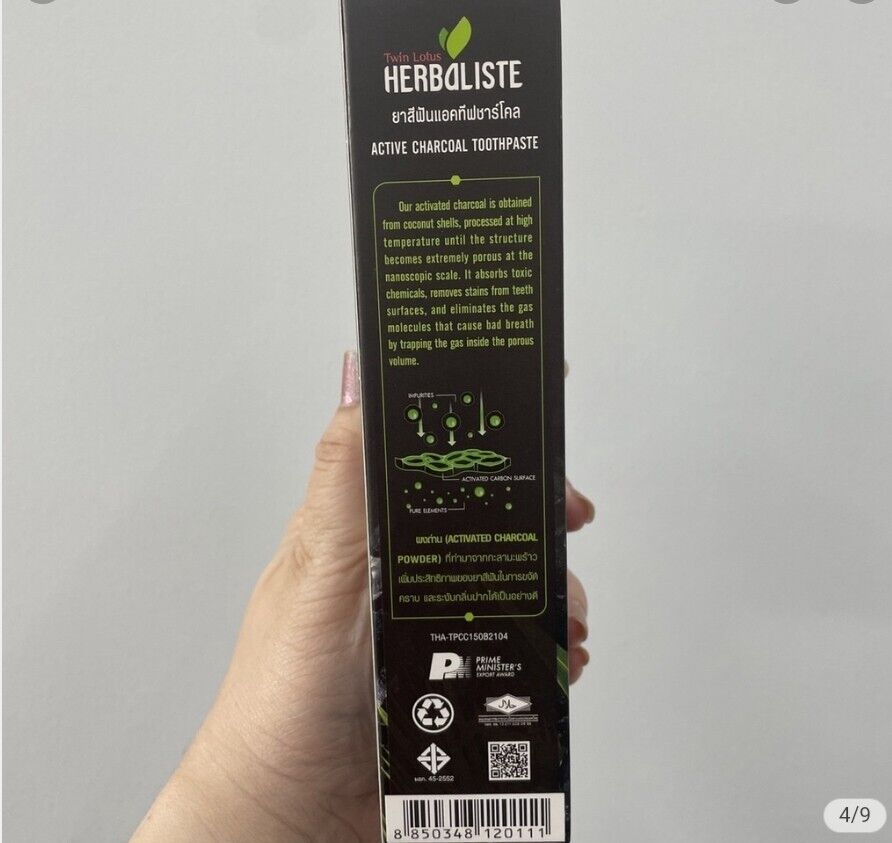 Twin Lotus
HERBALISTE
ยาสีฟันแอคทีฟชาร์โคล
ACTIVE CHARCOAL TOOTHPASTE
Our activated charcoal is obtained
from coconut shells, processed at high
temperature until the structure
becomes extremely porous at the
nanoscopic scale. It absorbs toxic
chemicals, removes stains from teeth
surfaces, and eliminates the gas
molecules that cause bad breath
by trapping the gas inside the porous
volume.
IMPURITIES
ACTIVATED CARBON SURFACE
PURE ELEMENTS
ผงถ่าน (ACTIVATED CHARCOAL
POWDER) ที่ทำมาจากกะลามะพร้าว
เพิ่มประสิทธิภาพของยาสีฟันในการขจัด
คราบ และระงับกลิ่นปากได้เป็นอย่างดี
THA-TPCC150B2104
PM PRIME
MINISTER'S
EXPORT AWARD
มอก. 45-2552
8 850348 120111
4/9